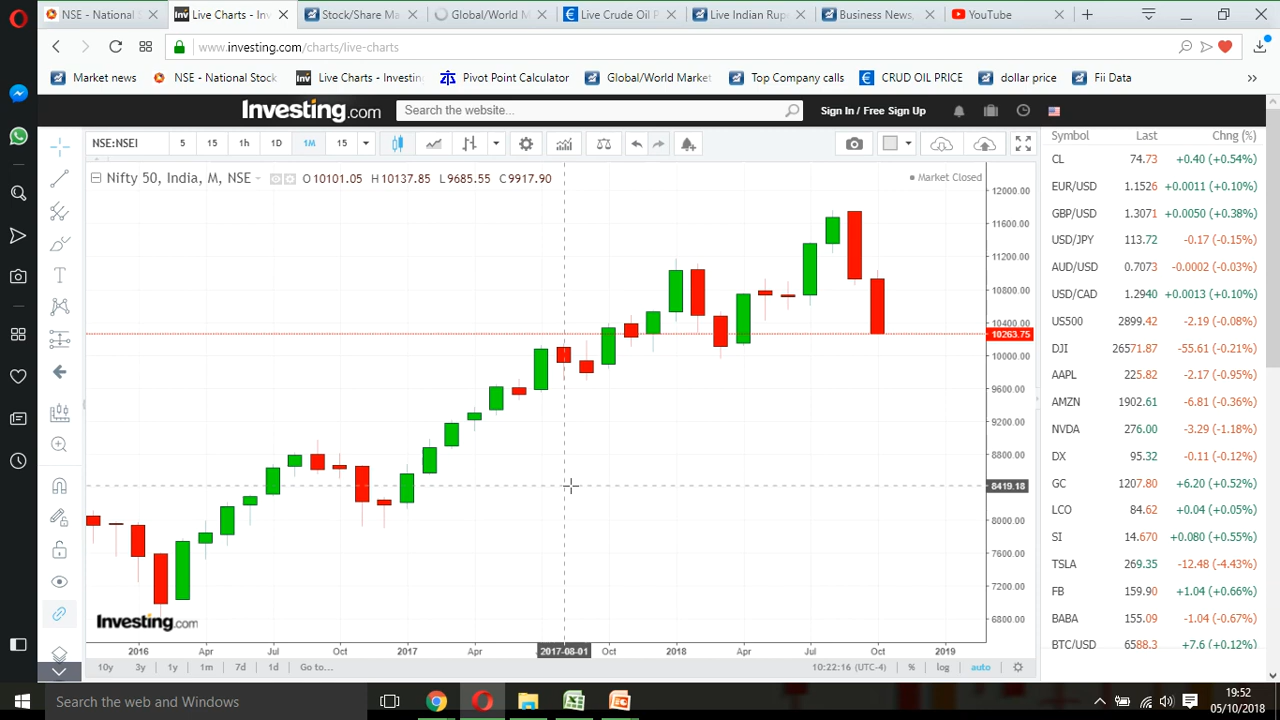 NSE - National S
Live Charts - Inv
Stock/Share Ma
Global/World M
Live Crude Oil P
Live Indian Rup
Business News,
YouTube
www.investing.com/charts/live-charts
Market news
NSE - National Stock
Inv
Live Charts - Investin
Pivot Point Calculator
Global/World Market
Top Company calls
CRUD OIL PRICE
dollar price
Fii Data
Investing.com
Search the website...
Sign In / Free Sign Up
NSE:NSEI
5
15
1h
1D
1M
15
Nifty 50, India, M, NSE
O10101.05 H10137.85 L9685.55 C9917.90
Market Closed
12000.00
11600.00
11200.00
10800.00
10400.00
10263.75
10000.00
9600.00
9200.00
8800.00
8419.18
8000.00
7600.00
7200.00
6800.00
Investing.com
2016
Apr
Jul
Oct
2017
Apr
2017-08-01
Oct
2018
Apr
Jul
Oct
2019
10y
3y
1y
1m
7d
1d
Go to...
10:22:16 (UTC-4)
%
log
auto
Symbol Last Chng (%)
CL 74.73 +0.40 (+0.54%)
EUR/USD 1.1526 +0.0011 (+0.10%)
GBP/USD 1.3071 +0.0050 (+0.38%)
USD/JPY 113.72 -0.17 (-0.15%)
AUD/USD 0.7073 -0.0002 (-0.03%)
USD/CAD 1.2940 +0.0013 (+0.10%)
US500 2899.42 -2.19 (-0.08%)
DJI 26571.87 -55.61 (-0.21%)
AAPL 225.82 -2.17 (-0.95%)
AMZN 1902.61 -6.81 (-0.36%)
NVDA 276.00 -3.29 (-1.18%)
DX 95.32 -0.11 (-0.12%)
GC 1207.80 +6.20 (+0.52%)
LCO 84.62 +0.04 (+0.05%)
SI 14.670 +0.080 (+0.55%)
TSLA 269.35 -12.48 (-4.43%)
FB 159.90 +1.04 (+0.66%)
BABA 155.09 -1.04 (-0.67%)
BTC/USD 6588.3 +7.6 (+0.12%)
Search the web and Windows
19:52
05/10/2018